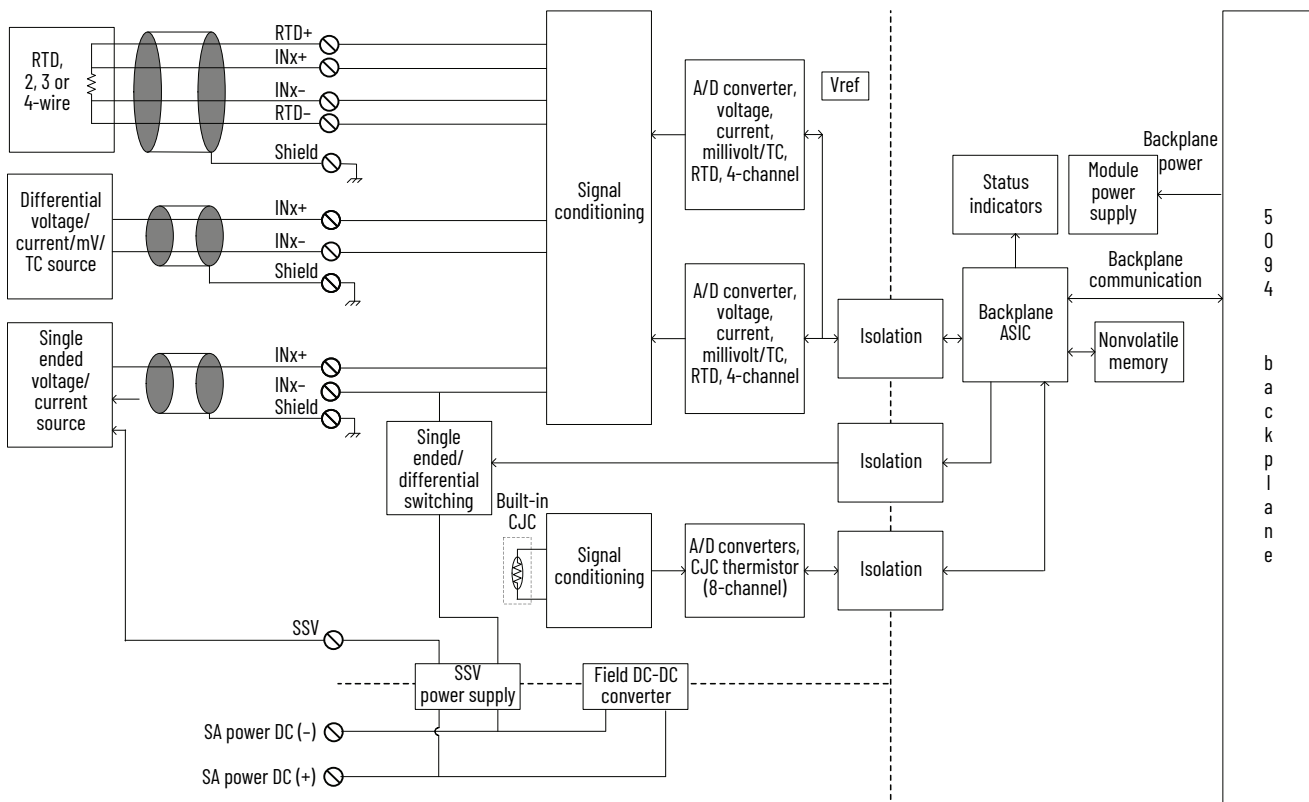 RTD,
2, 3 or
4-wire
RTD+
INx+
INx−
RTD−
Shield
Differential
voltage/
current/mV/
TC source
INx+
INx−
Shield
Single
ended
voltage/
current
source
INx+
INx−
Shield
Signal
conditioning
A/D converter,
voltage,
current,
millivolt/TC,
RTD, 4-channel
Vref
A/D converter,
voltage,
current,
millivolt/TC,
RTD, 4-channel
Isolation
Status
indicators
Module
power
supply
Backplane
power
Backplane
communication
Backplane
ASIC
Nonvolatile
memory
5094 backplane
Single
ended/
differential
switching
Isolation
Built-in
CJC
Signal
conditioning
A/D converters,
CJC thermistor
(8-channel)
Isolation
SSV
SSV
power supply
Field DC-DC
converter
SA power DC (−)
SA power DC (+)